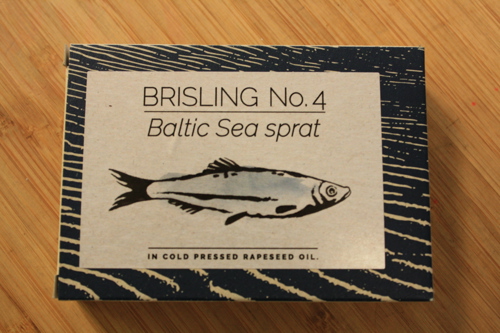 BRISLING No. 4
Baltic Sea sprat
IN COLD PRESSED RAPESEED OIL.